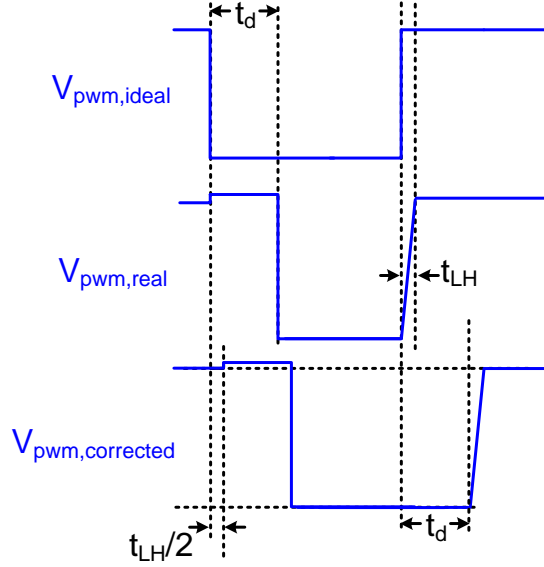 t_d
V_pwm,ideal
V_pwm,real
t_LH
V_pwm,corrected
t_d
t_LH/2